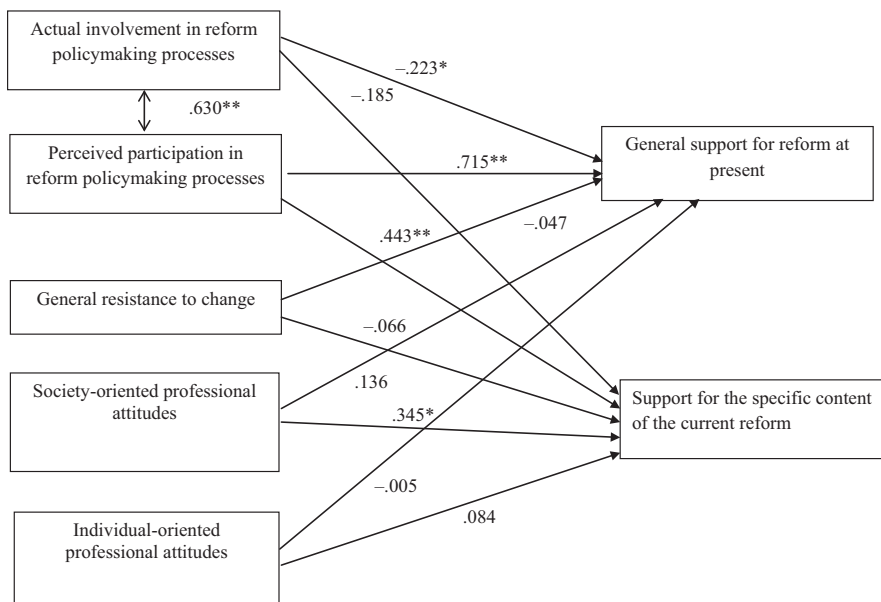 Actual involvement in reform
policymaking processes
–.223*
–.185
.630**
Perceived participation in
reform policymaking processes
General support for reform at
present
.715**
.443**
–.047
General resistance to change
–.066
.136
Society-oriented professional
attitudes
Support for the specific content
of the current reform
.345*
–.005
.084
Individual-oriented
professional attitudes